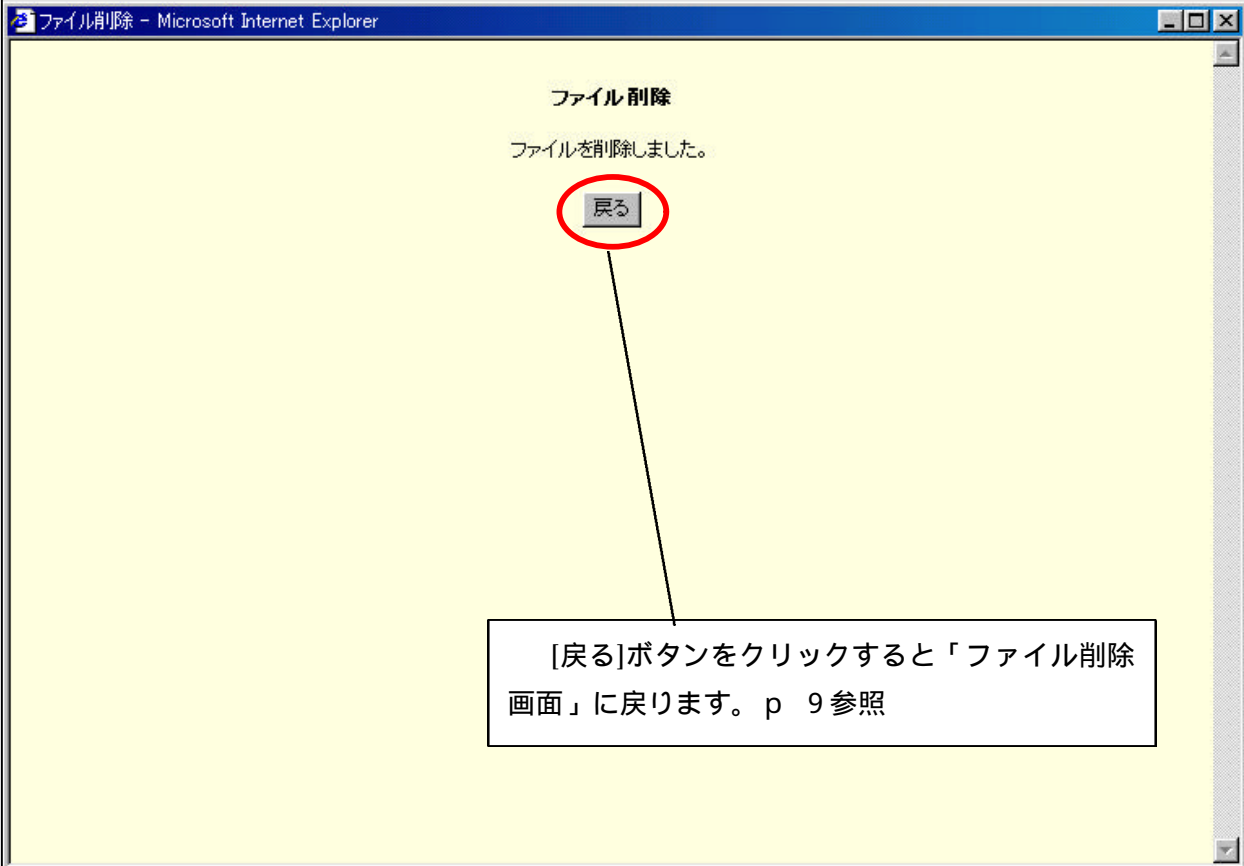 ファイル削除 - Microsoft Internet Explorer
ファイル削除
ファイルを削除しました。
戻る
[戻る]ボタンをクリックすると「ファイル削除
画面」に戻ります。p 9参照